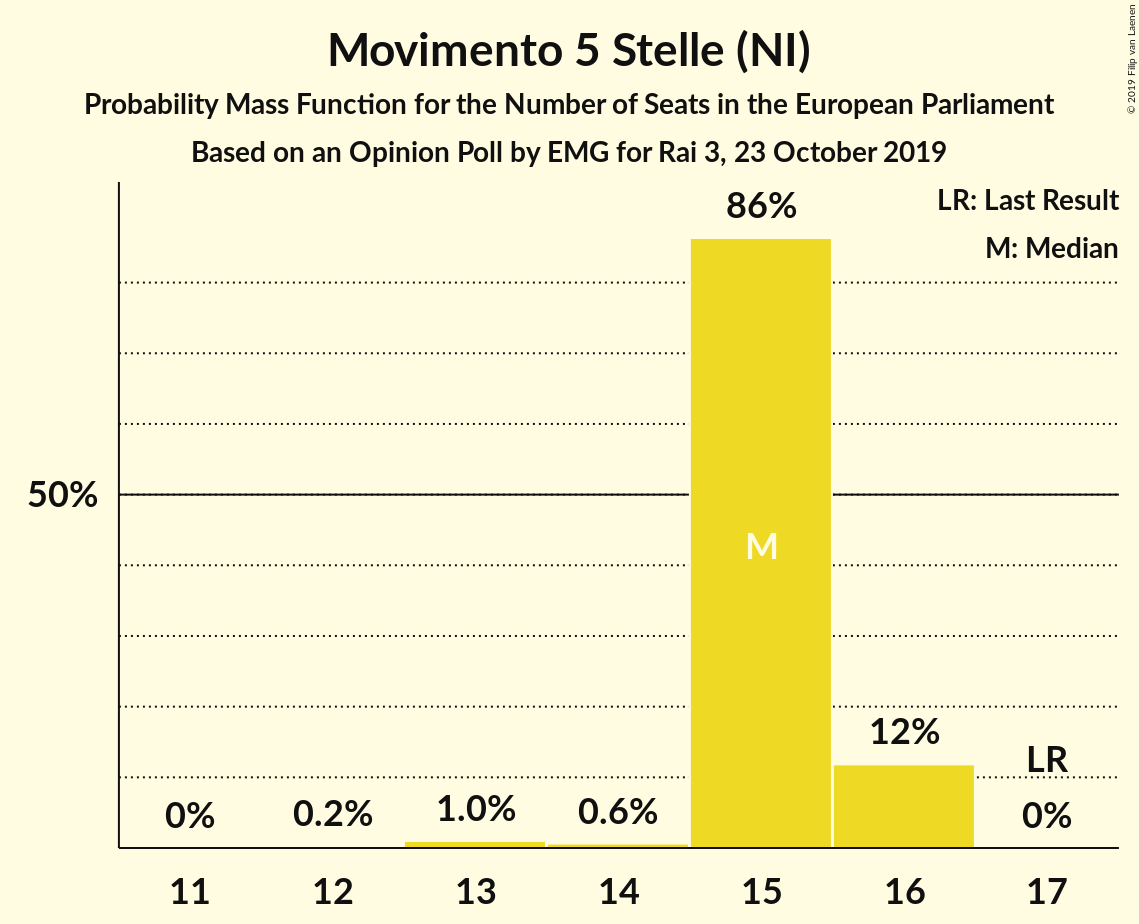 Movimento 5 Stelle (NI)
Probability Mass Function for the Number of Seats in the European Parliament
Based on an Opinion Poll by EMG for Rai 3, 23 October 2019
© 2019 Filip van Laenen
LR: Last Result
M: Median
86%
50%
M
12%
LR
0%
0.2%
1.0%
0.6%
0%
11
12
13
14
15
16
17